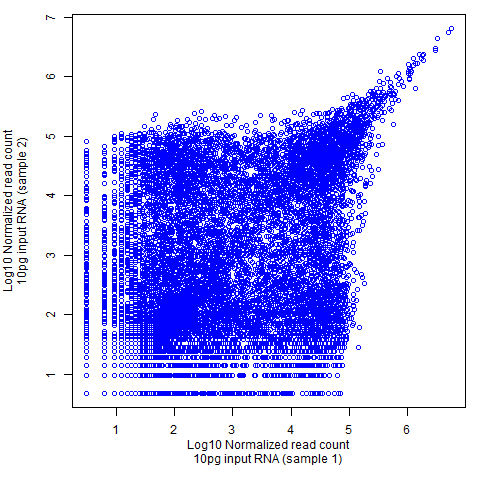 7
6
5
4
3
2
1
Log10 Normalized read count
10pg input RNA (sample 2)
1 2 3 4 5 6
Log10 Normalized read count
10pg input RNA (sample 1)